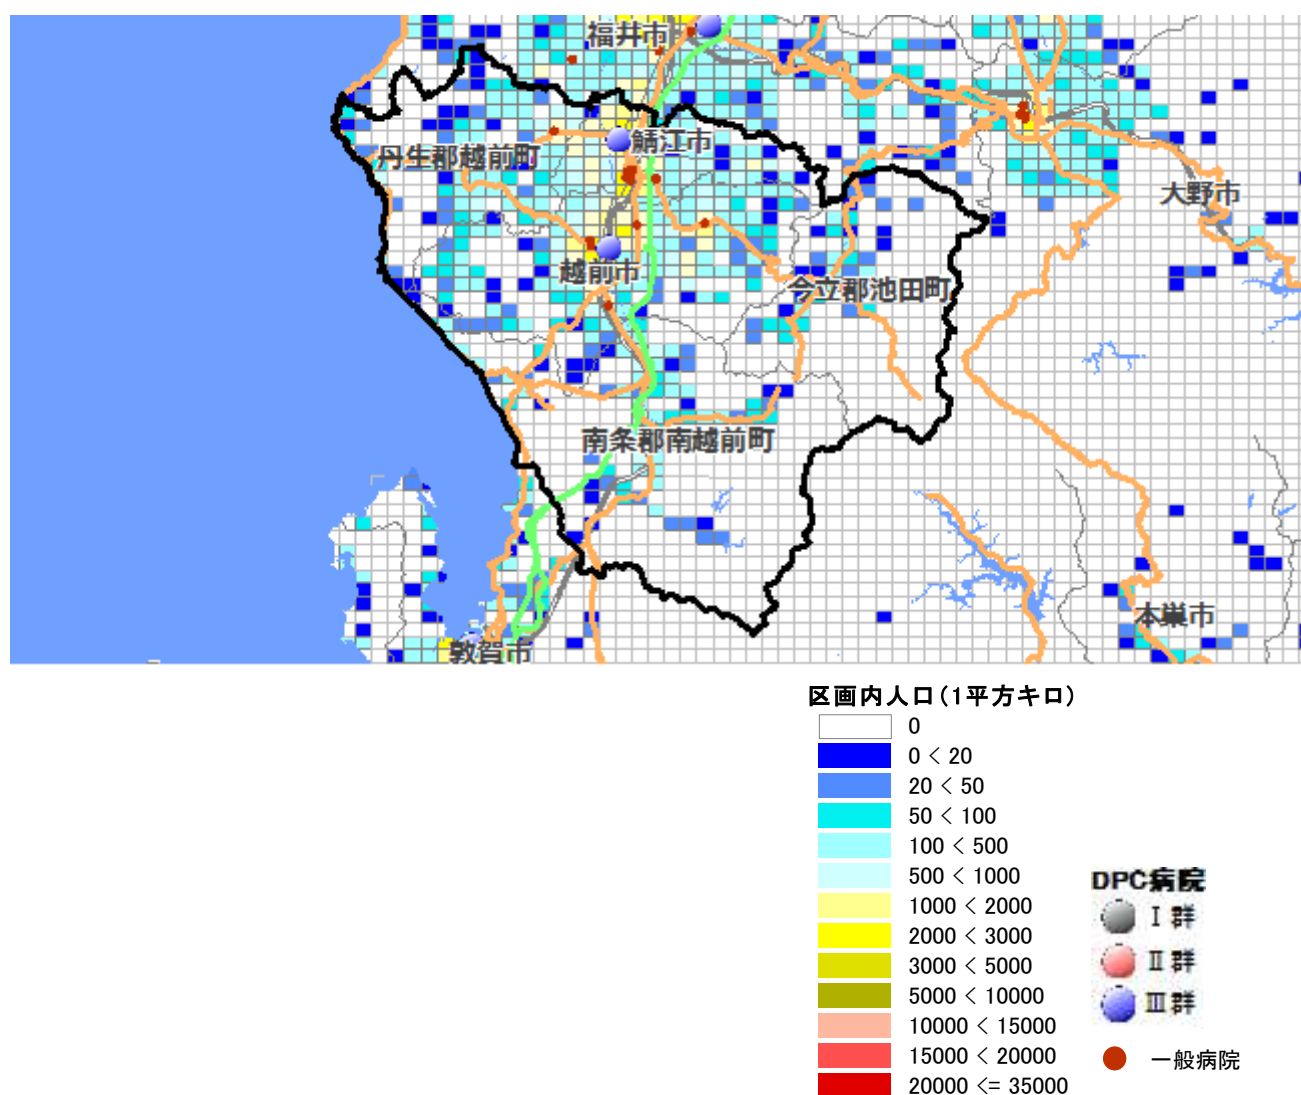 福井市
鯖江市
丹生郡越前町
大野市
越前市
今立郡池田町
南条郡南越前町
本巣市
敦賀市
区画内人口(1平方キロ)
0
0 < 20
20 < 50
50 < 100
100 < 500
500 < 1000
1000 < 2000
2000 < 3000
3000 < 5000
5000 < 10000
10000 < 15000
15000 < 20000
20000 <= 35000
DPC病院
Ⅰ群
Ⅱ群
Ⅲ群
一般病院